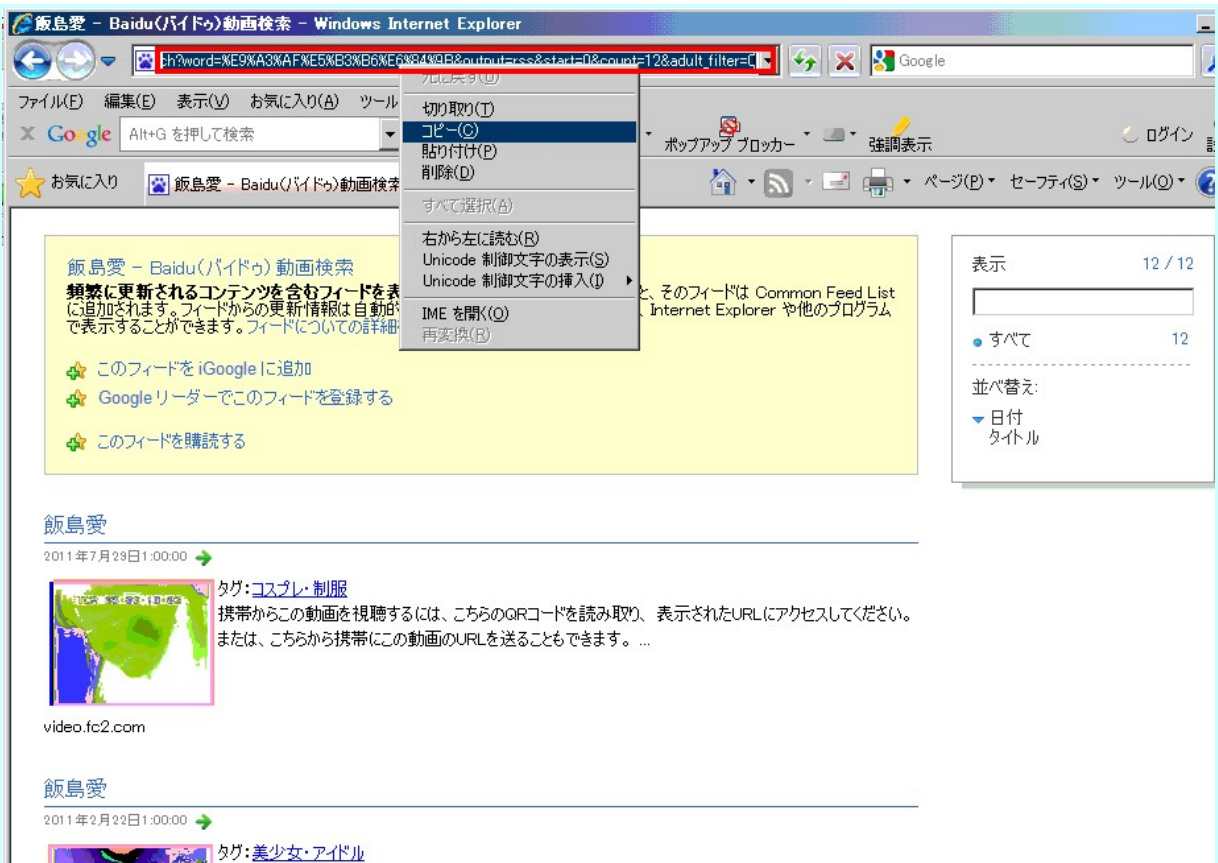 飯島愛 - Baidu(バイドゥ)動画検索 - Windows Internet Explorer
ch?word=%E9%A3%AF%E5%B3%B6%E6%84%9B&output=rss&start=0&count=12&adult_filter=0
Google
元に戻す(U)
切り取り(T)
コピー(C)
貼り付け(P)
削除(D)
すべて選択(A)
右から左に読む(R)
Unicode 制御文字の表示(S)
Unicode 制御文字の挿入(I)
IME を開く(O)
再変換(R)
ファイル(F) 編集(E) 表示(V) お気に入り(A) ツール
X Google Alt+G を押して検索
ポップアップ ブロッカー
強調表示
ログイン
お気に入り
飯島愛 - Baidu(バイドゥ)動画検索
ページ(P) セーフティ(S) ツール(O)
飯島愛 - Baidu(バイドゥ) 動画検索
頻繁に更新されるコンテンツを含むフィードを表
と、そのフィードは Common Feed List
に追加されます。フィードからの更新情報は自動的
、Internet Explorer や他のプログラム
で表示することができます。フィードについての詳細
このフィードを iGoogle に追加
Google リーダーでこのフィードを登録する
このフィードを購読する
表示 12 / 12
すべて 12
並べ替え:
日付
タイトル
飯島愛
2011年7月29日1:00:00
タグ:コスプレ・制服
携帯からこの動画を視聴するには、こちらのQRコードを読み取り、表示されたURLにアクセスしてください。
または、こちらから携帯にこの動画のURLを送ることもできます。 ...
video.fc2.com
飯島愛
2011年2月22日1:00:00
タグ:美少女・アイドル